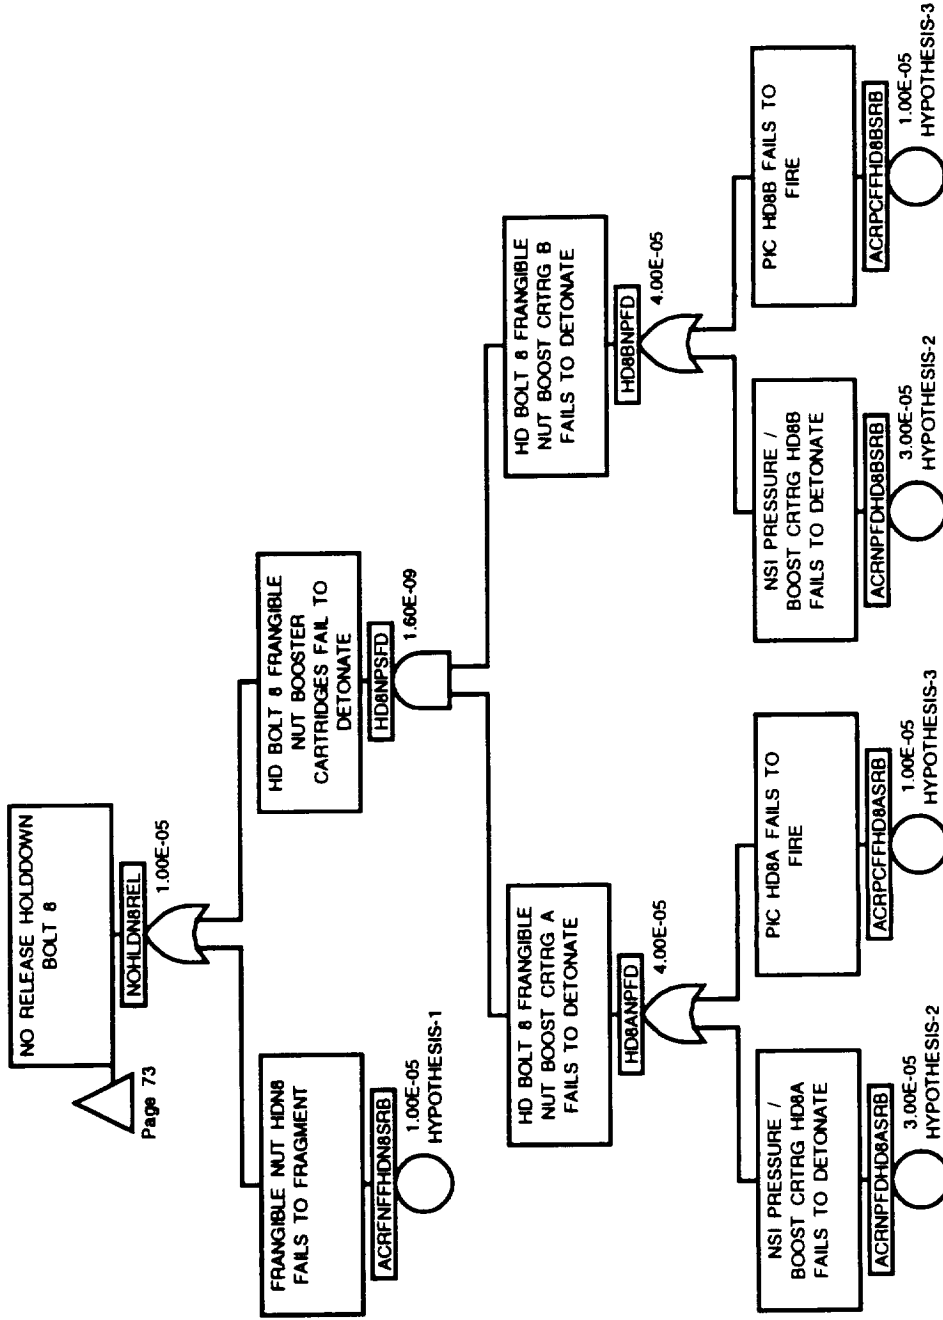 NO RELEASE HOLDDOWN
BOLT 8
NOHLDN8REL
1.00E-05
Page 73
FRANGIBLE NUT HDN8
FAILS TO FRAGMENT
ACRFNFFHDN8SRB
1.00E-05
HYPOTHESIS-1
HD BOLT 8 FRANGIBLE
NUT BOOSTER
CARTRIDGES FAIL TO
DETONATE
HD8NPSFD
1.60E-09
HD BOLT 8 FRANGIBLE
NUT BOOST CRTRG A
FAILS TO DETONATE
HD8ANPFD
4.00E-05
HD BOLT 8 FRANGIBLE
NUT BOOST CRTRG B
FAILS TO DETONATE
HD8BNPFD
4.00E-05
NSI PRESSURE /
BOOST CRTRG HD8A
FAILS TO DETONATE
ACRNPFDHD8ASRB
3.00E-05
HYPOTHESIS-2
PIC HD8A FAILS TO
FIRE
ACRPCFFHD8ASRB
1.00E-05
HYPOTHESIS-3
NSI PRESSURE /
BOOST CRTRG HD8B
FAILS TO DETONATE
ACRNPFDHD8BSRB
3.00E-05
HYPOTHESIS-2
PIC HD8B FAILS TO
FIRE
ACRPCFFHD8BSRB
1.00E-05
HYPOTHESIS-3